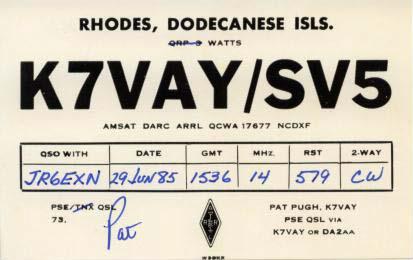 RHODES, DODECANESE ISLS.
QRP 3 WATTS
K7VAY/SV5
AMSAT DARC ARRL QCWA 17677 NCDXF
QSO WITH DATE GMT MHZ. RST 2-WAY
JR6EXN 29 JUN 85 1536 14 579 CW
PSE/TNX QSL PAT PUGH, K7VAY
73, Pat PSE QSL VIA
K7VAY OR DA2AA